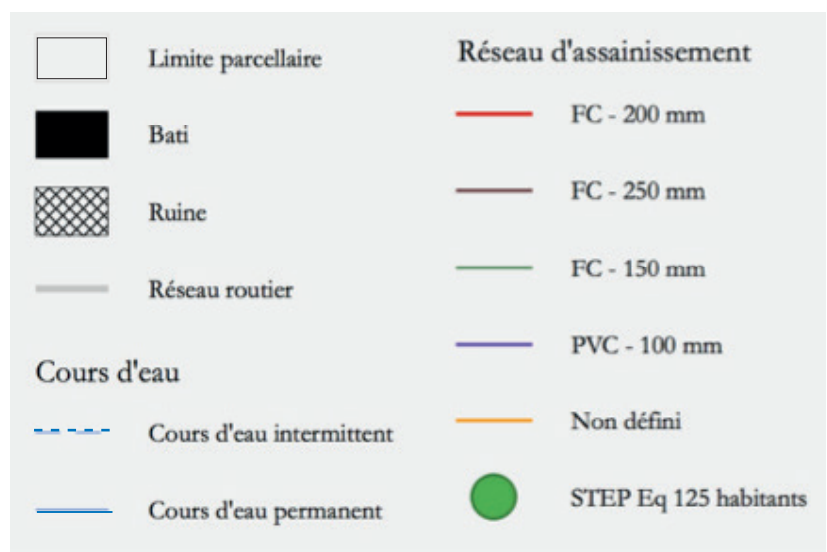 Limite parcellaire
Bati
Ruine
Réseau routier
Cours d'eau
Cours d'eau intermittent
Cours d'eau permanent
Réseau d'assainissement
FC - 200 mm
FC - 250 mm
FC - 150 mm
PVC - 100 mm
Non défini
STEP Eq 125 habitants